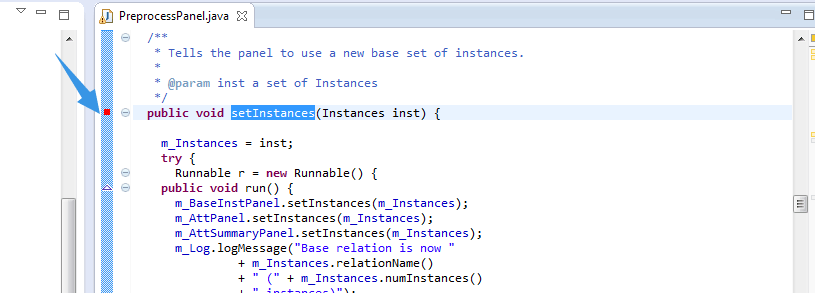 PreprocessPanel.java
/**
* Tells the panel to use a new base set of instances.
*
* @param inst a set of Instances
*/
public void setInstances(Instances inst) {
m_Instances = inst;
try {
Runnable r = new Runnable() {
public void run() {
m_BaseInstPanel.setInstances(m_Instances);
m_AttPanel.setInstances(m_Instances);
m_AttSummaryPanel.setInstances(m_Instances);
m_Log.logMessage("Base relation is now "
+ m_Instances.relationName()
+ " (" + m_Instances.numInstances()
+ " instances)");